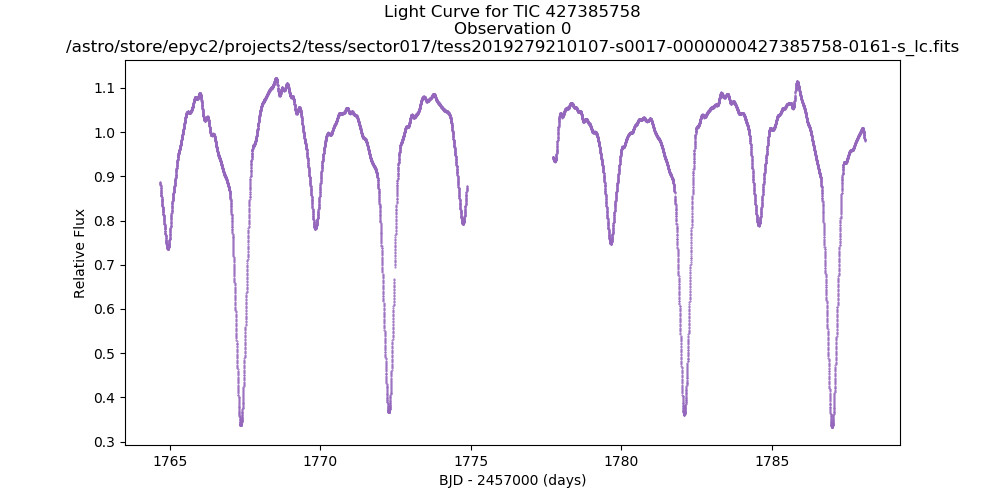 Light Curve for TIC 427385758
Observation 0
/astro/store/epyc2/projects2/tess/sector017/tess2019279210107-s0017-0000000427385758-0161-s_lc.fits
1.1
1.0
0.9
0.8
0.7
0.6
0.5
0.4
0.3
Relative Flux
1765
1770
1775
1780
1785
BJD - 2457000 (days)